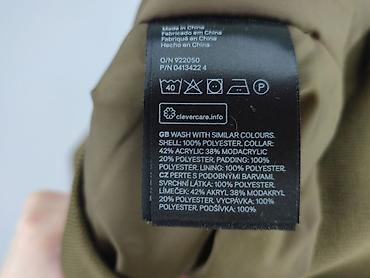 Made in China
Fabricado em China
Fabriqué en Chine
Hecho en China
O/N 922050
P/N 0413422 4
40
P
clevercare.info
GB WASH WITH SIMILAR COLOURS.
SHELL: 100% POLYESTER. COLLAR:
42% ACRYLIC 38% MODACRYLIC
20% POLYESTER. PADDING: 100%
POLYESTER. LINING: 100% POLYESTER.
CZ PERTE S PODOBNÝMI BARVAMI.
SVRCHNÍ LÁTKA: 100% POLYESTER.
LÍMEČEK: 42% AKRYL 38% MODAKRYL
20% POLYESTER. VYCPÁVKA: 100%
POLYESTER. PODŠÍVKA: 100%